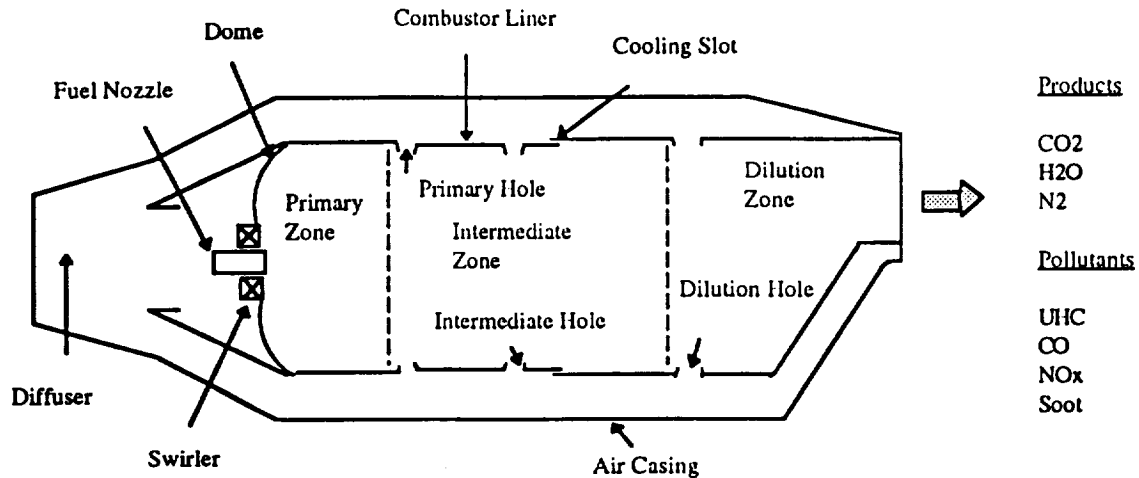 Combustor Liner
Dome
Cooling Slot
Fuel Nozzle
Products
CO2
H2O
N2
Primary Hole
Dilution
Zone
Primary
Zone
Intermediate
Zone
Pollutants
Dilution Hole
Intermediate Hole
UHC
CO
NOx
Soot
Diffuser
Swirler
Air Casing